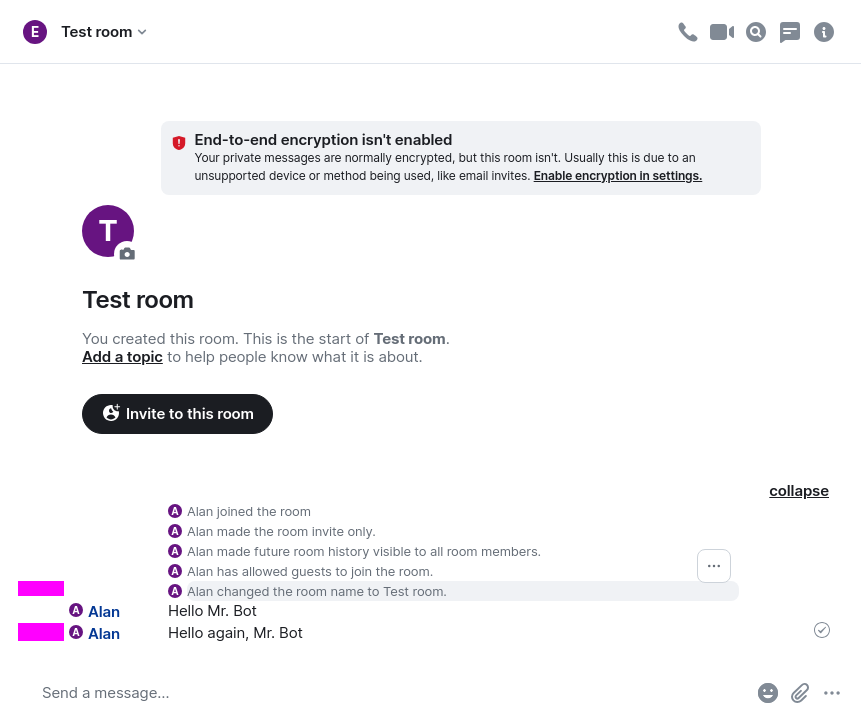 E Test room
End-to-end encryption isn't enabled
Your private messages are normally encrypted, but this room isn't. Usually this is due to an
unsupported device or method being used, like email invites. Enable encryption in settings.
T
Test room
You created this room. This is the start of Test room.
Add a topic to help people know what it is about.
Invite to this room
collapse
A Alan joined the room
A Alan made the room invite only.
A Alan made future room history visible to all room members.
A Alan has allowed guests to join the room.
A Alan changed the room name to Test room.
A Alan Hello Mr. Bot
A Alan Hello again, Mr. Bot
Send a message…